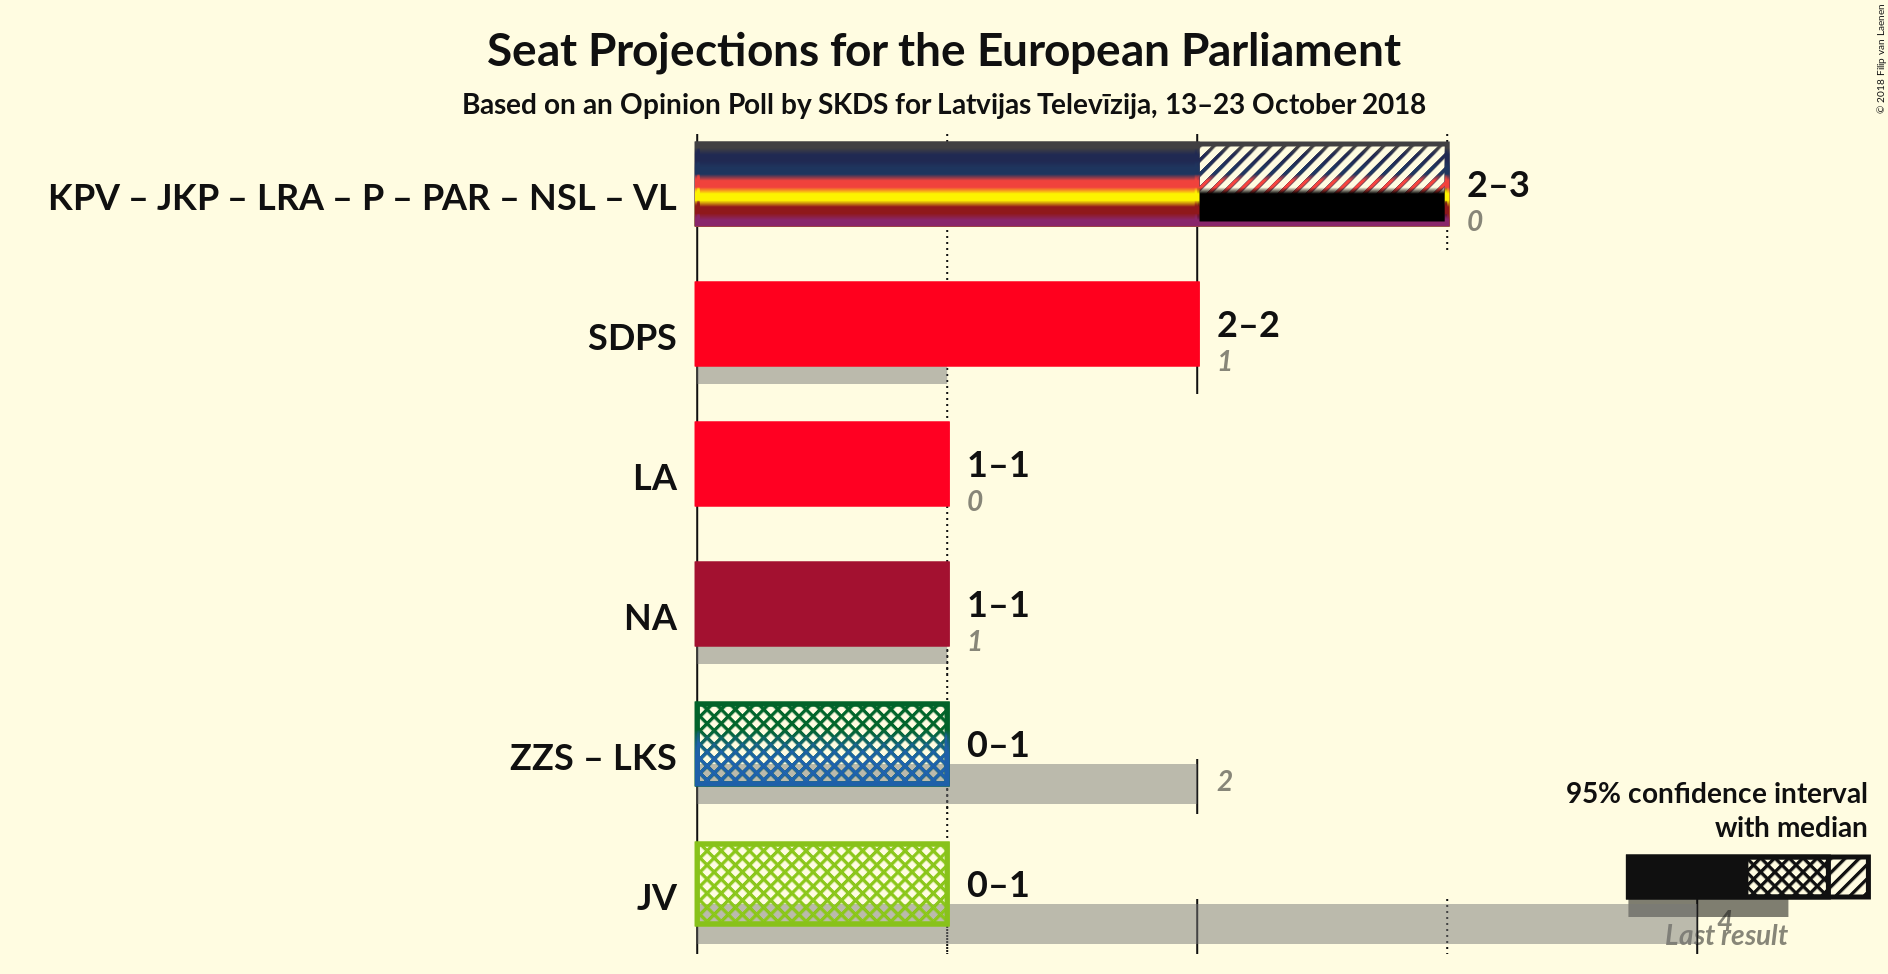 Seat Projections for the European Parliament
Based on an Opinion Poll by SKDS for Latvijas Televīzija, 13–23 October 2018
© 2018 Filip van Laenen
KPV – JKP – LRA – P – PAR – NSL – VL
2–3
0
SDPS
2–2
1
LA
1–1
0
NA
1–1
1
ZZS – LKS
0–1
2
JV
0–1
4
95% confidence interval
with median
Last result